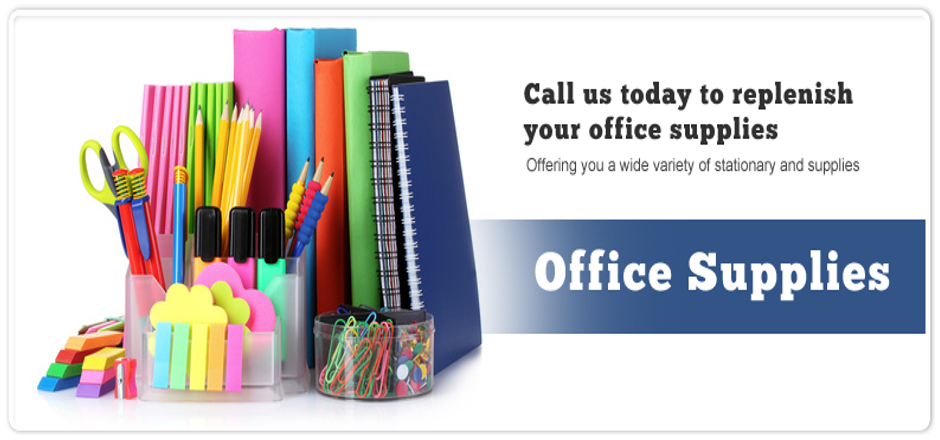 Call us today to replenish
your office supplies
Offering you a wide variety of stationary and supplies
Office Supplies